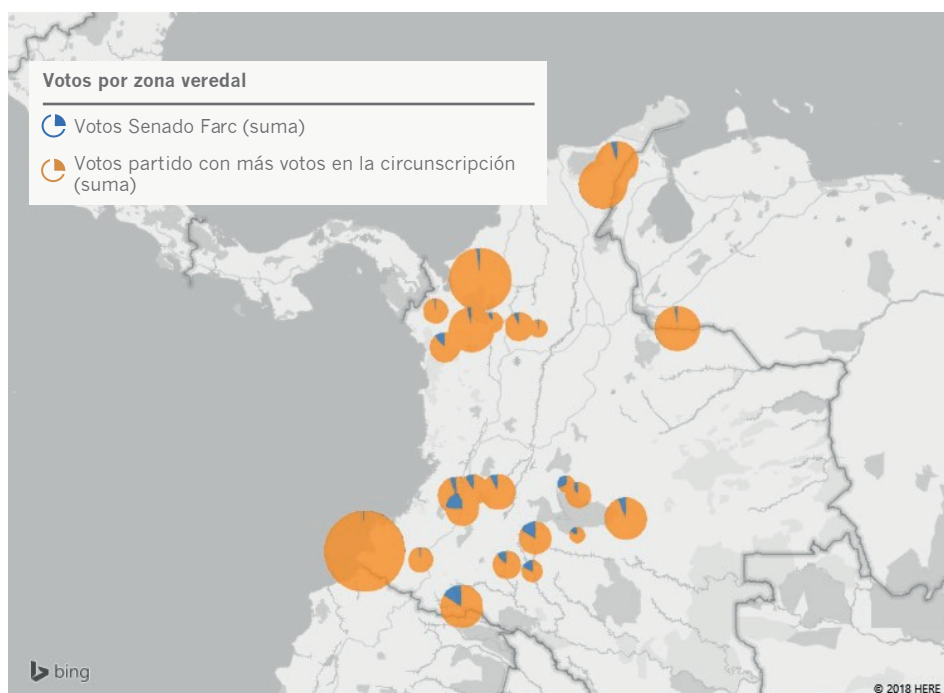 Votos por zona veredal
Votos Senado Farc (suma)
Votos partido con más votos en la circunscripción
(suma)
bing
© 2018 HERE